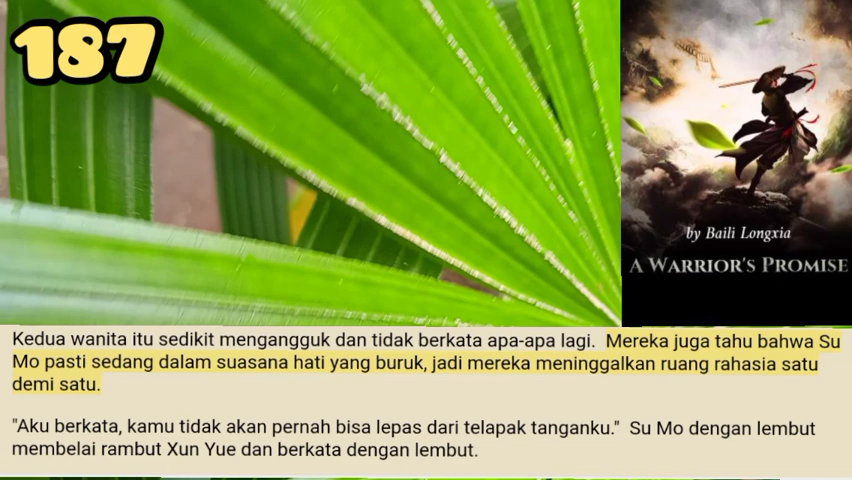 187
by Baili Longxia
A WARRIOR'S PROMISE
Kedua wanita itu sedikit mengangguk dan tidak berkata apa-apa lagi.  Mereka juga tahu bahwa Su
Mo pasti sedang dalam suasana hati yang buruk, jadi mereka meninggalkan ruang rahasia satu
demi satu.
"Aku berkata, kamu tidak akan pernah bisa lepas dari telapak tanganku."  Su Mo dengan lembut
membelai rambut Xun Yue dan berkata dengan lembut.